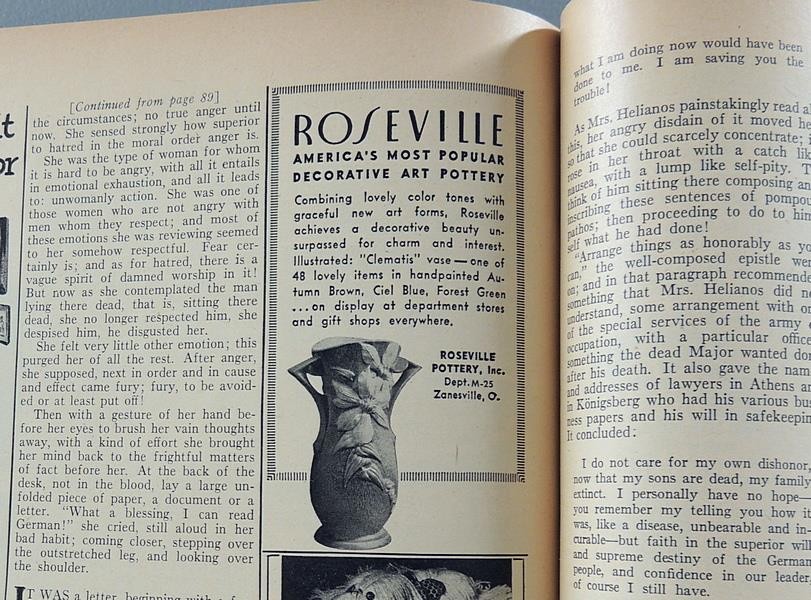 [Continued from page 89]
the circumstances; no true anger until
now. She sensed strongly how superior
to hatred in the moral order anger is.
She was the type of woman for whom
it is hard to be angry, with all it entails
in emotional exhaustion, and all it leads
to: unwomanly action. She was one of
those women who are not angry with
men whom they respect; and most of
these emotions she was reviewing seemed
to her somehow respectful. Fear cer-
tainly is; and as for hatred, there is a
vague spirit of damned worship in it!
But now as she contemplated the man
lying there dead, that is, sitting there
dead, she no longer respected him, she
despised him, he disgusted her.
She felt very little other emotion; this
purged her of all the rest. After anger,
she supposed, next in order and in cause
and effect came fury; fury, to be avoid-
ed or at least put off!
Then with a gesture of her hand be-
fore her eyes to brush her vain thoughts
away, with a kind of effort she brought
her mind back to the frightful matters
of fact before her. At the back of the
desk, not in the blood, lay a large un-
folded piece of paper, a document or a
letter. "What a blessing, I can read
German!" she cried, still aloud in her
bad habit; coming closer, stepping over
the outstretched leg, and looking over
the shoulder.
IT WAS a letter, beginning with a
ROSEVILLE
AMERICA'S MOST POPULAR
DECORATIVE ART POTTERY
Combining lovely color tones with
graceful new art forms, Roseville
achieves a decorative beauty un-
surpassed for charm and interest.
Illustrated: "Clematis" vase—one of
48 lovely items in handpainted Au-
tumn Brown, Ciel Blue, Forest Green
...on display at department stores
and gift shops everywhere.
ROSEVILLE
POTTERY, Inc.
Dept. M-25
Zanesville, O.
what I am doing now would have been
done to me. I am saving you the
trouble!
As Mrs. Helianos painstakingly read
this, her angry disdain of it moved
so that she could scarcely concentrate;
rose in her throat with a catch
nausea, with a lump like self-pity.
think of him sitting there composing
inscribing these sentences of
pathos; then proceeding to do to
self what he had done!
"Arrange things as honorably as
can," the well-composed epistle
on; and in that paragraph
something that Mrs. Helianos did
understand, some arrangement with
of the special services of the army
occupation, with a particular
something the dead Major wanted
after his death. It also gave the
and addresses of lawyers in Athens
in Königsberg who had his various
ness papers and his will in
It concluded:
I do not care for my own dishonor,
now that my sons are dead, my family
extinct. I personally have no hope—
you remember my telling you how it
was, like a disease, unbearable and in-
curable—but faith in the superior will
and supreme destiny of the German
people, and confidence in our leader,
of course I still have.